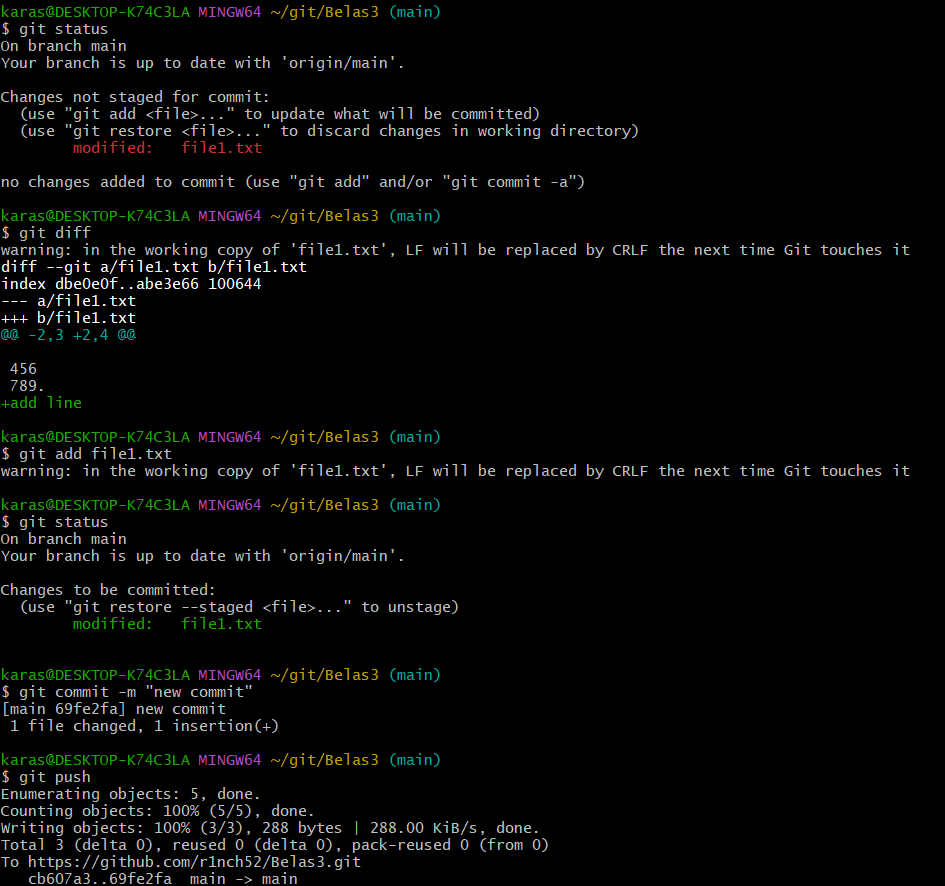 karas@DESKTOP-K74C3LA MINGW64 ~/git/Belas3 (main)
$ git status
On branch main
Your branch is up to date with 'origin/main'.

Changes not staged for commit:
  (use "git add <file>..." to update what will be committed)
  (use "git restore <file>..." to discard changes in working directory)
        modified:   file1.txt

no changes added to commit (use "git add" and/or "git commit -a")

karas@DESKTOP-K74C3LA MINGW64 ~/git/Belas3 (main)
$ git diff
warning: in the working copy of 'file1.txt', LF will be replaced by CRLF the next time Git touches it
diff --git a/file1.txt b/file1.txt
index dbe0e0f..abe3e66 100644
--- a/file1.txt
+++ b/file1.txt
@@ -2,3 +2,4 @@

 456
 789.
+add line

karas@DESKTOP-K74C3LA MINGW64 ~/git/Belas3 (main)
$ git add file1.txt
warning: in the working copy of 'file1.txt', LF will be replaced by CRLF the next time Git touches it

karas@DESKTOP-K74C3LA MINGW64 ~/git/Belas3 (main)
$ git status
On branch main
Your branch is up to date with 'origin/main'.

Changes to be committed:
  (use "git restore --staged <file>..." to unstage)
        modified:   file1.txt


karas@DESKTOP-K74C3LA MINGW64 ~/git/Belas3 (main)
$ git commit -m "new commit"
[main 69fe2fa] new commit
 1 file changed, 1 insertion(+)

karas@DESKTOP-K74C3LA MINGW64 ~/git/Belas3 (main)
$ git push
Enumerating objects: 5, done.
Counting objects: 100% (5/5), done.
Writing objects: 100% (3/3), 288 bytes | 288.00 KiB/s, done.
Total 3 (delta 0), reused 0 (delta 0), pack-reused 0 (from 0)
To https://github.com/r1nch52/Belas3.git
   cb607a3..69fe2fa  main -> main